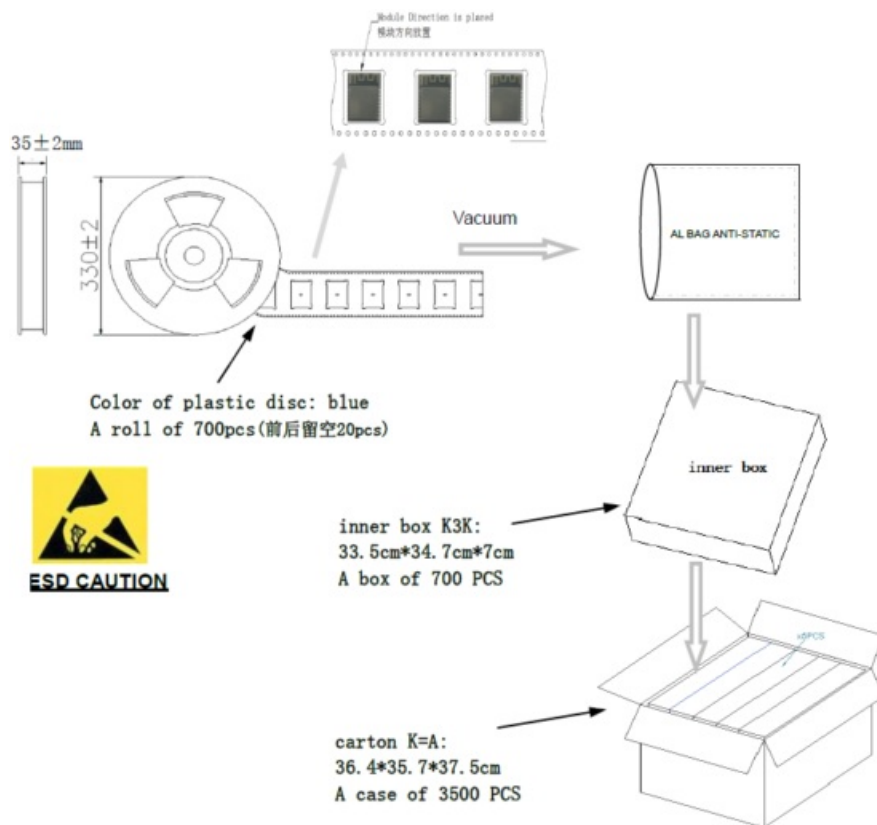 Module Direction is placed
模块方向放置
35±2mm
330±2
Vacuum
AL BAG ANTI-STATIC
Color of plastic disc: blue
A roll of 700pcs(前后留空20pcs)
inner box
ESD CAUTION
inner box K3K:
33.5cm*34.7cm*7cm
A box of 700 PCS
x5PCS
carton K=A:
36.4*35.7*37.5cm
A case of 3500 PCS